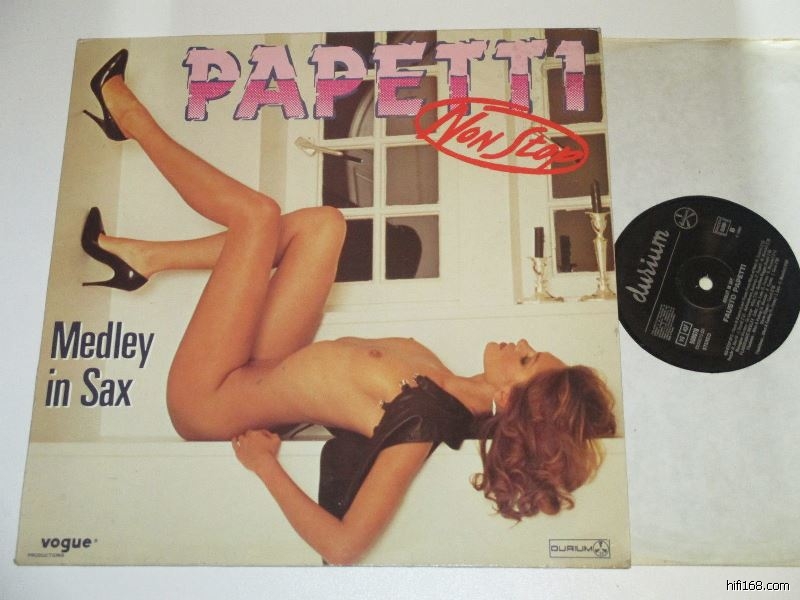 PAPETTI
NON Stop
Medley
in Sax
vogue
PRODUCTIONS
DURIUM
durium
B
FAUSTO PAPETTI
STEREO
hifi168.com